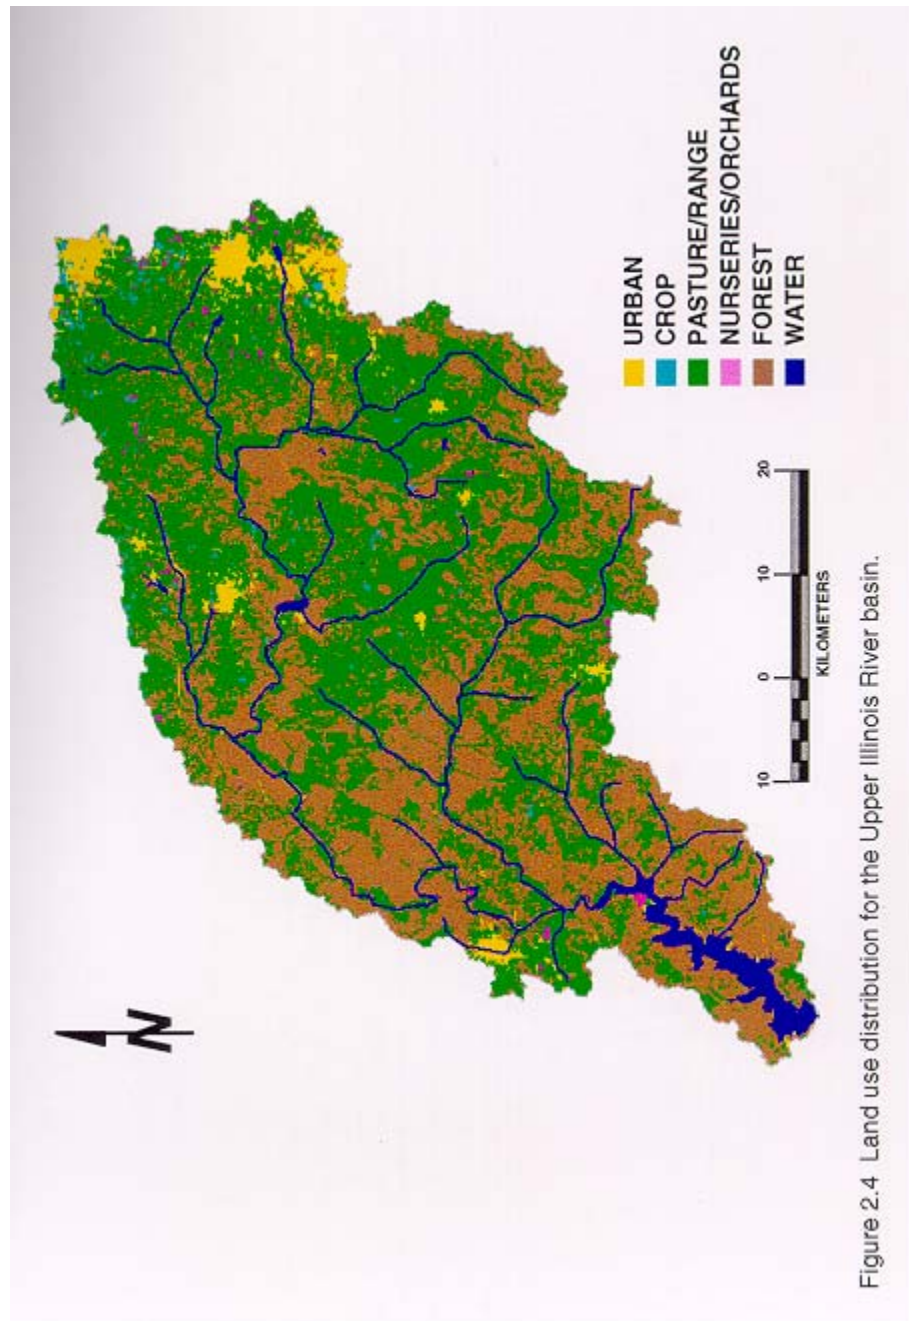 N
URBAN
CROP
PASTURE/RANGE
NURSERIES/ORCHARDS
FOREST
WATER
10 0 10 20
KILOMETERS
Figure 2.4 Land use distribution for the Upper Illinois River basin.